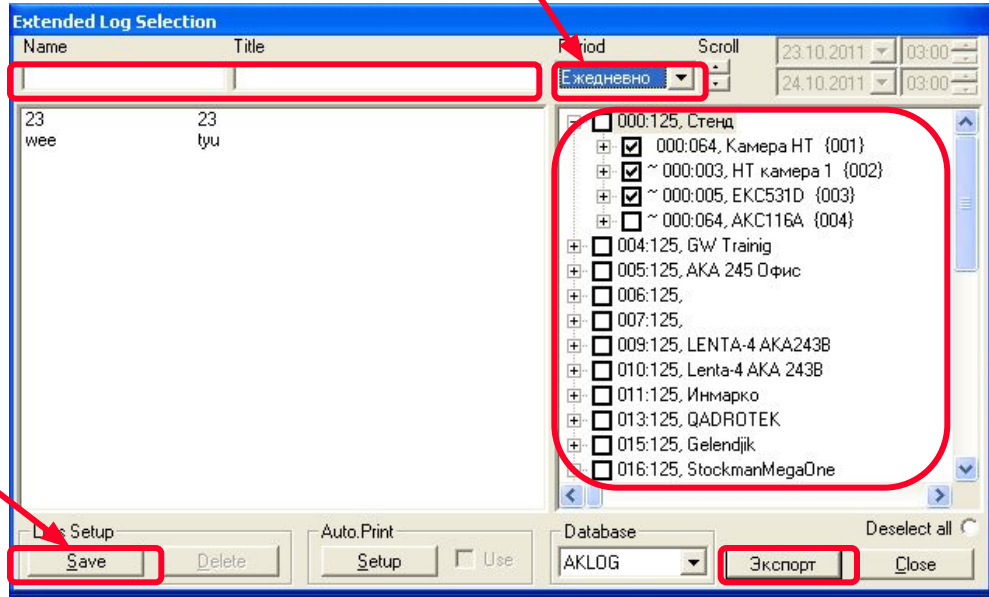 Extended Log Selection
Name Title Period Scroll
23.10.2011 03:00
Ежедневно
24.10.2011 03:00
23 23
wee tyu
000:125, Стенд
000:064, Камера НТ {001}
~ 000:003, НТ камера 1 {002}
~ 000:005, EKC531D {003}
~ 000:064, AKC116A {004}
004:125, GW Trainig
005:125, AKA 245 Офис
006:125,
007:125,
009:125, LENTA-4 AKA243B
010:125, Lenta-4 AKA 243B
011:125, Инмарко
013:125, QADROTEK
015:125, Gelendjik
016:125, StockmanMegaOne
Setup Auto.Print Database Deselect all
Save Delete Setup Use AKLOG Экспорт Close